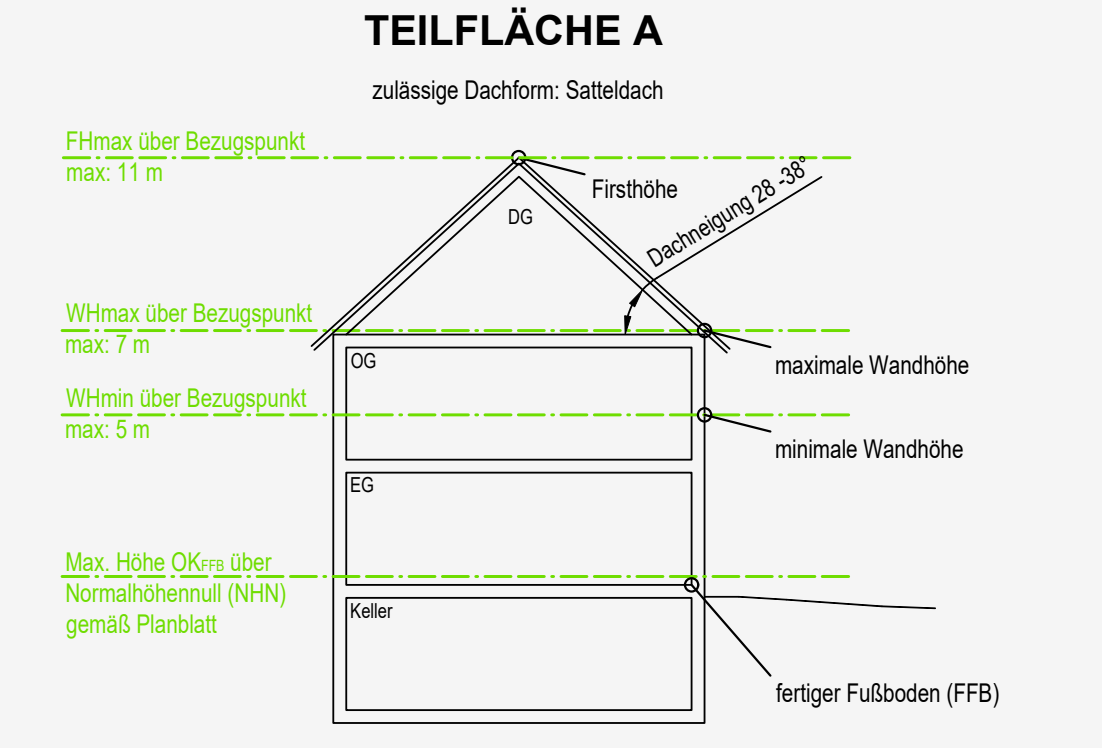 TEILFLÄCHE A
zulässige Dachform: Satteldach
FHmax über Bezugspunkt
max: 11 m
Firsthöhe
DG
Dachneigung 28 -38°
WHmax über Bezugspunkt
max: 7 m
maximale Wandhöhe
OG
WHmin über Bezugspunkt
max: 5 m
minimale Wandhöhe
EG
Max. Höhe OKFFB über
Normalhöhennull (NHN)
gemäß Planblatt
Keller
fertiger Fußboden (FFB)